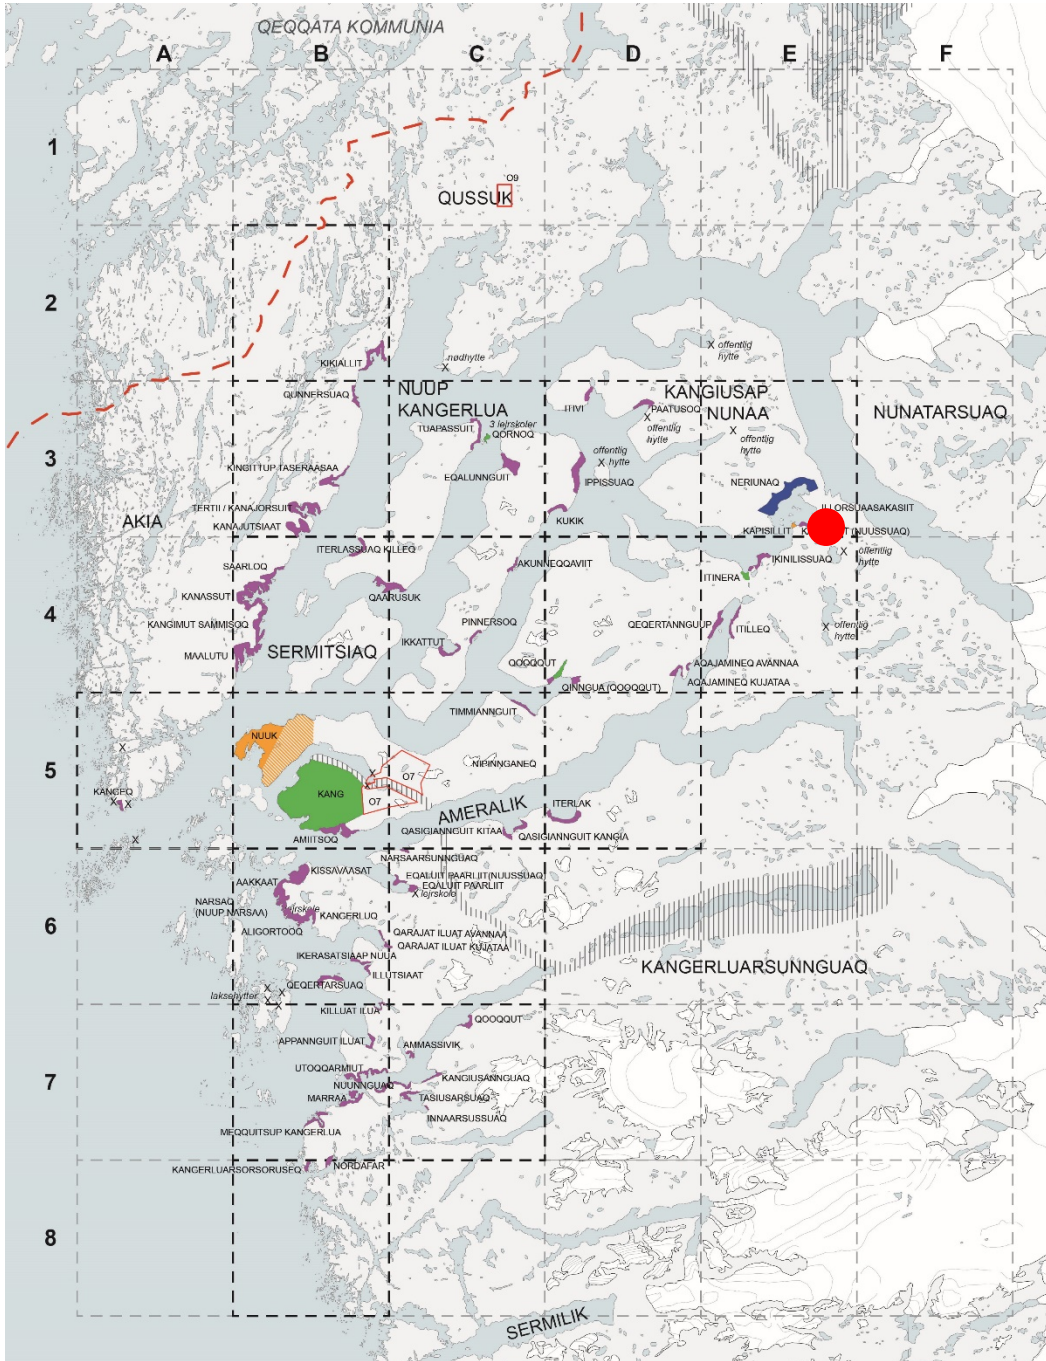 QEQQATA KOMMUNIA
A B C D E F
1
O9
QUSSUK
2
KIKIALLIT
nødhytte
offentlig
hytte
QUNNERSUAQ
NUUP
KANGERLUA
ITIVI
KANGIUSAP
NUNAA
PAATUSOQ
offentlig
hytte
offentlig
hytte
NUNATARSUAQ
TUAPASSUIT
3 lejrskoler
QORNOQ
3
KINGITTUP TASERAASAA
EQALUNNGUIT
offentlig
hytte
IPPISSUAQ
NERIUNAQ
AKIA
TERTII / KANAJORSUIT
KANAJUTSIAAT
KUKIK
ILLORSUAASAKASIIT
KAPISILLIT
(NUUSSUAQ)
ITERLASSUAQ KILLEQ
SAARLOQ
AKUNNEQQAVIIT
ITINERA
IKINILISSUAQ
offentlig
hytte
4
KANASSUT
QAARUSUK
KANGIMUT SAMMISOQ
PINNERSOQ
QEQERTANNGUUP
ITILLEQ
offentlig
hytte
MAALUTU
SERMITSIAQ
IKKATTUT
QOOQQUT
QINNGUA (QOOQQUT)
AQAJAMINEQ AVANNAA
AQAJAMINEQ KUJATAA
TIMMIANNGUIT
NUUK
5
NIPINNGANEQ
KANGEQ
KANG
O7
O7
AMERALIK
ITERLAK
AMIITSOQ
QASIGIANNGUIT KITAA
QASIGIANNGUIT KANGIA
NARSAARSUNNGUAQ
KISSAVAASAT
EQALUIT PAARLIIT(NUUSSUAQ)
EQALUIT PAARLIIT
lejrskole
AAKKAAT
NARSAQ
(NUUP NARSAA)
lejrskole
KANGERLUQ
6
ALIGORTOOQ
QARAJAT ILUAT AVANNAA
QARAJAT ILUAT KUJATAA
IKERASATSIAAP NUUA
ILLUTSIAAT
KANGERLUARSUNNGUAQ
QEQERTARSUAQ
laksehytter
KILLUAT ILUA
QOOQQUT
APPANNGUIT ILUAT
AMMASSIVIK
7
UTOQQARMIUT
NUUNNGUAQ
MARRAA
KANGIUSANNGUAQ
TASIUSARSUAQ
INNAARSUSSUAQ
MEQQUITSUP KANGERLUA
KANGERLUARSORSORUSEQ
NORDAFAR
8
SERMILIK